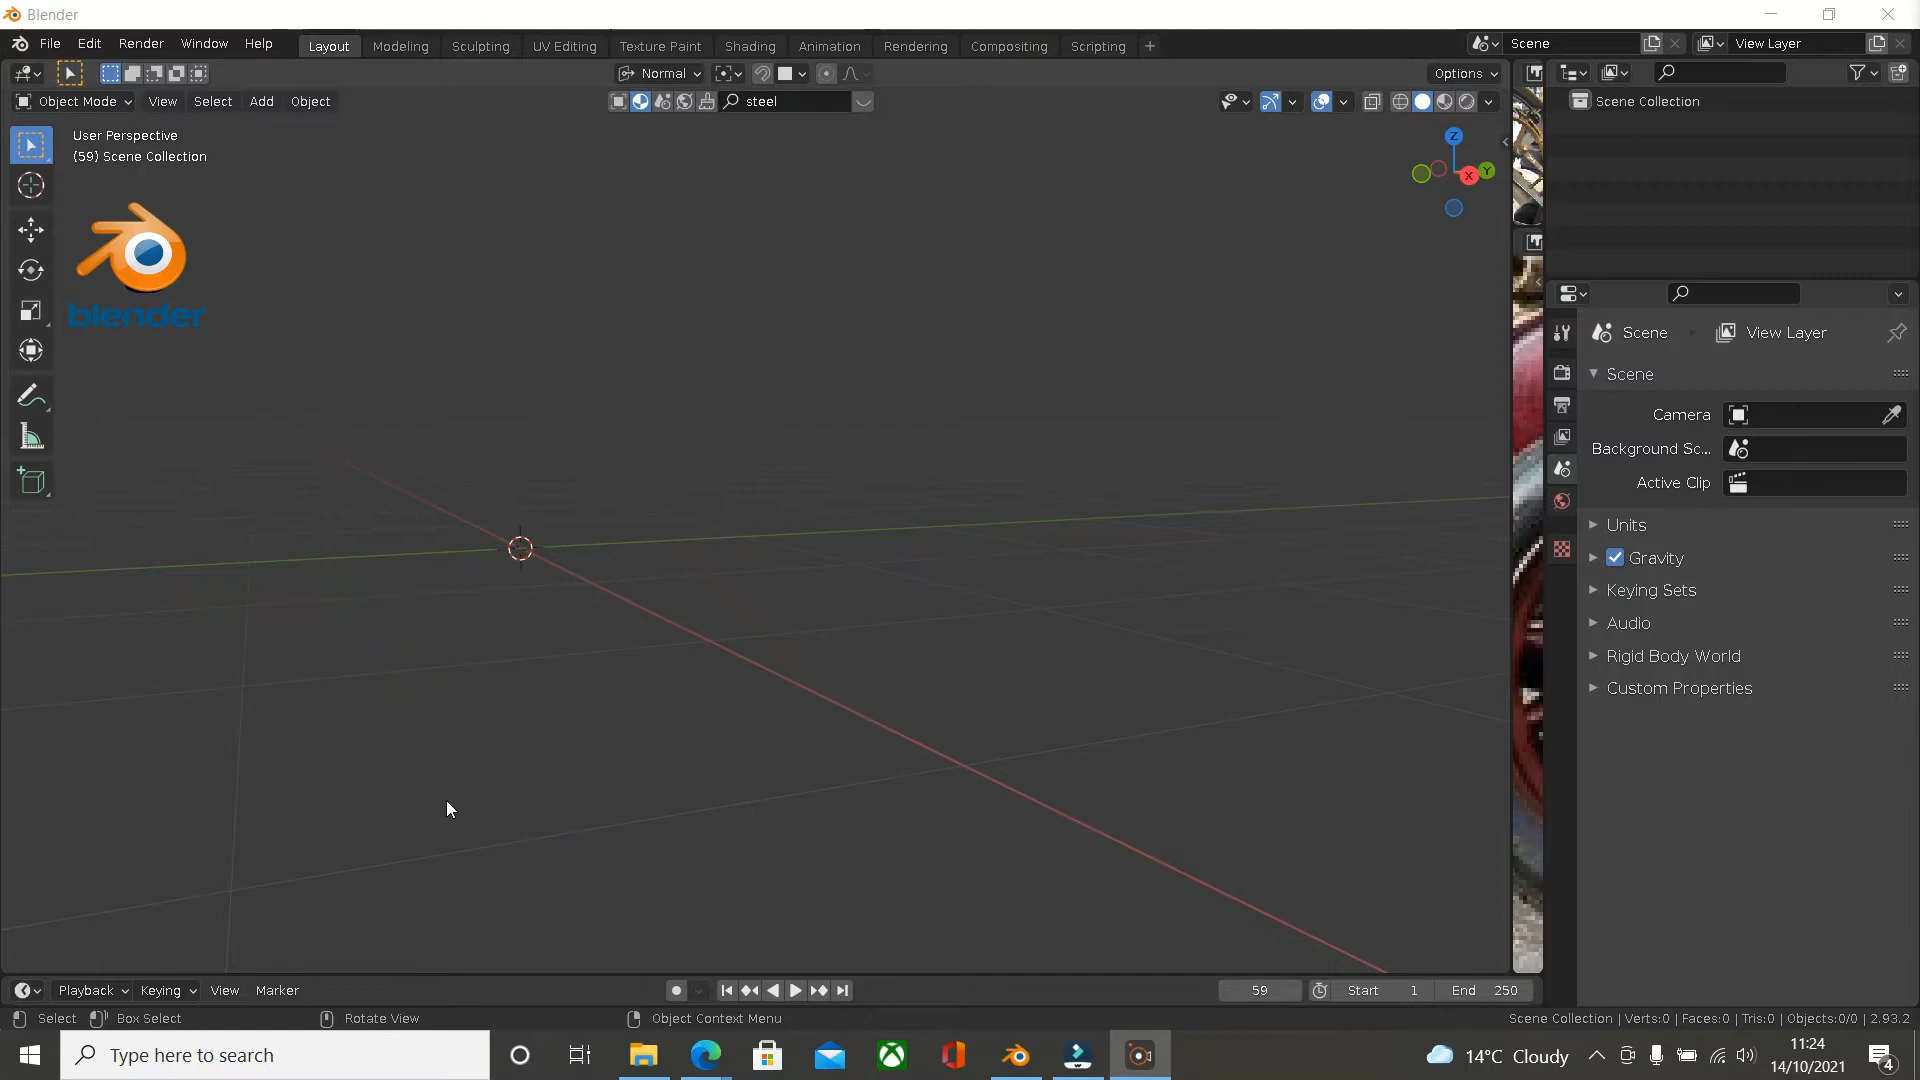 Blender
File Edit Render Window Help Layout Modeling Sculpting UV Editing Texture Paint Shading Animation Rendering Compositing Scripting + Scene View Layer
Normal Options
Object Mode View Select Add Object steel Scene Collection
User Perspective
(59) Scene Collection
Z
X Y
blender
Scene View Layer
Scene
Camera
Background Sc...
Active Clip
Units
Gravity
Keying Sets
Audio
Rigid Body World
Custom Properties
Playback Keying View Marker 59 Start 1 End 250
Select Box Select Rotate View Object Context Menu Scene Collection | Verts:0 | Faces:0 | Tris:0 | Objects:0/0 | 2.93.2
Type here to search 14°C Cloudy 11:24
14/10/2021 4